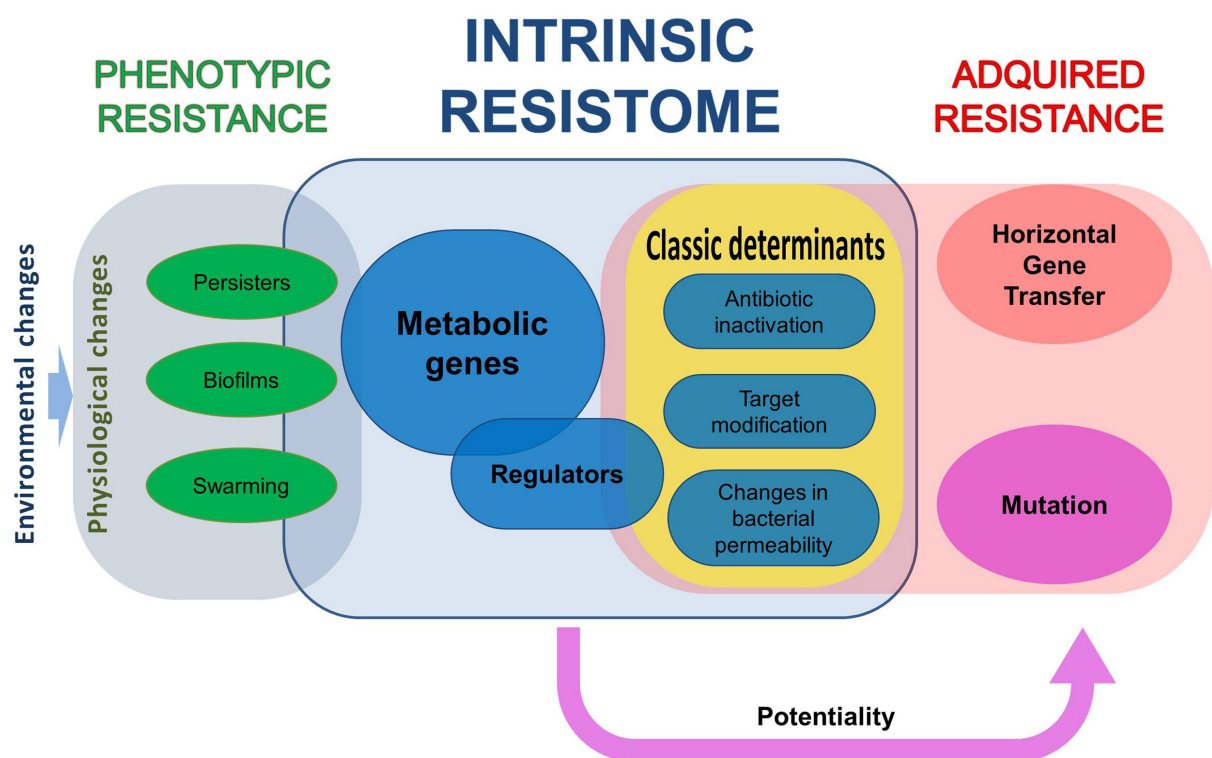 INTRINSIC
RESISTOME
PHENOTYPIC
RESISTANCE
ADQUIRED
RESISTANCE
Environmental changes
Physiological changes
Persisters
Biofilms
Swarming
Metabolic
genes
Regulators
Classic determinants
Antibiotic
inactivation
Target
modification
Changes in
bacterial
permeability
Horizontal
Gene
Transfer
Mutation
Potentiality